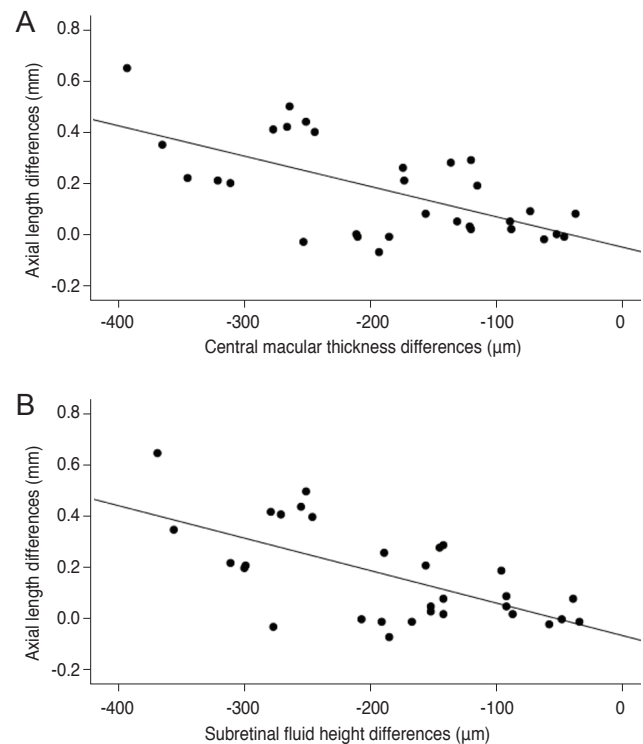 A
0.8
0.6
0.4
0.2
0.0
-0.2
Axial length differences (mm)
-400 -300 -200 -100 0
Central macular thickness differences (µm)
B
0.8
0.6
0.4
0.2
0.0
-0.2
Axial length differences (mm)
-400 -300 -200 -100 0
Subretinal fluid height differences (µm)